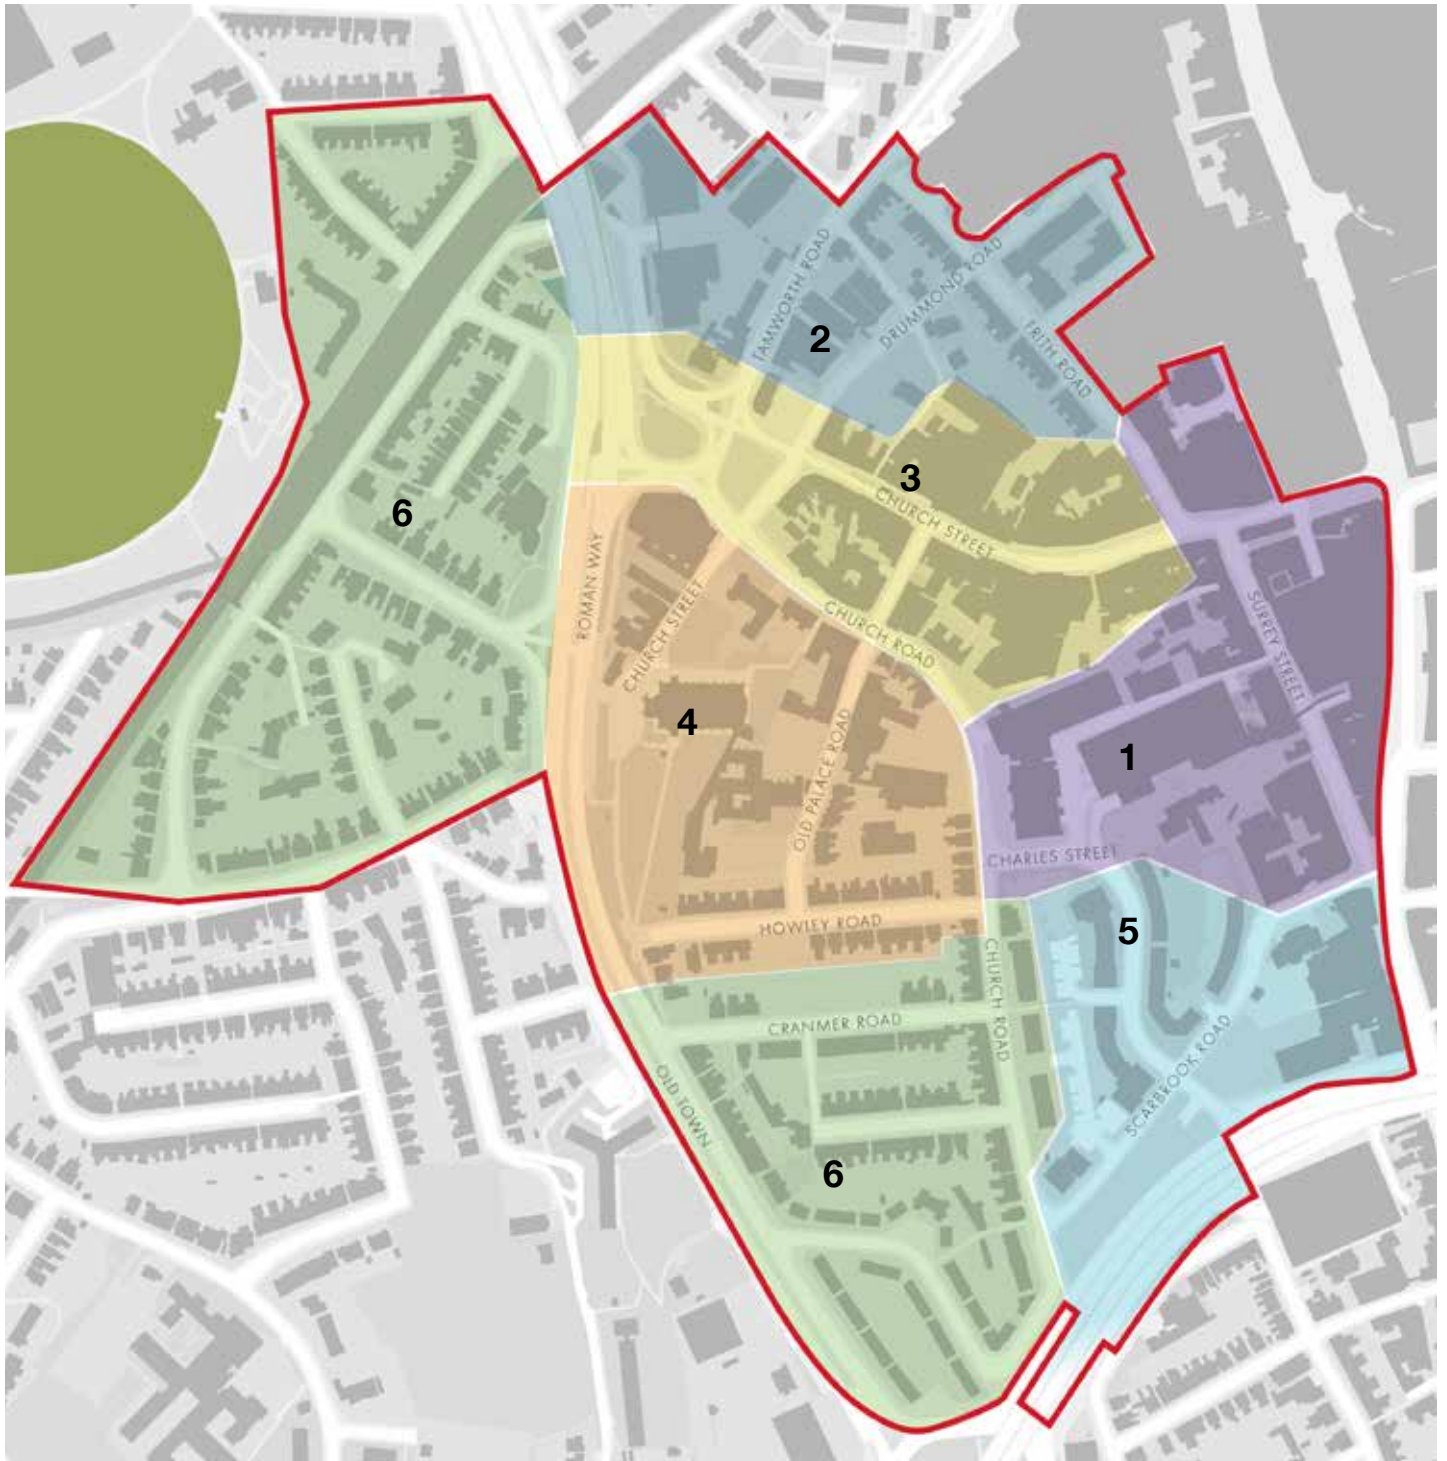 TAMWORTH ROAD
DRUMMOND ROAD
2
FRITH ROAD
3
CHURCH STREET
6
ROMAN WAY
CHURCH STREET
CHURCH ROAD
SURREY STREET
4
OLD PALACE ROAD
1
CHARLES STREET
HOWLEY ROAD
5
CHURCH ROAD
CRANMER ROAD
SCARBROOK ROAD
OLD TOWN
6